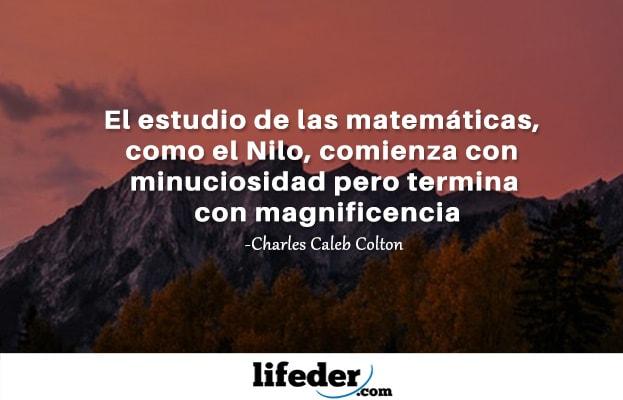 El estudio de las matemáticas,
como el Nilo, comienza con
minuciosidad pero termina
con magnificencia
-Charles Caleb Colton
lifeder.com